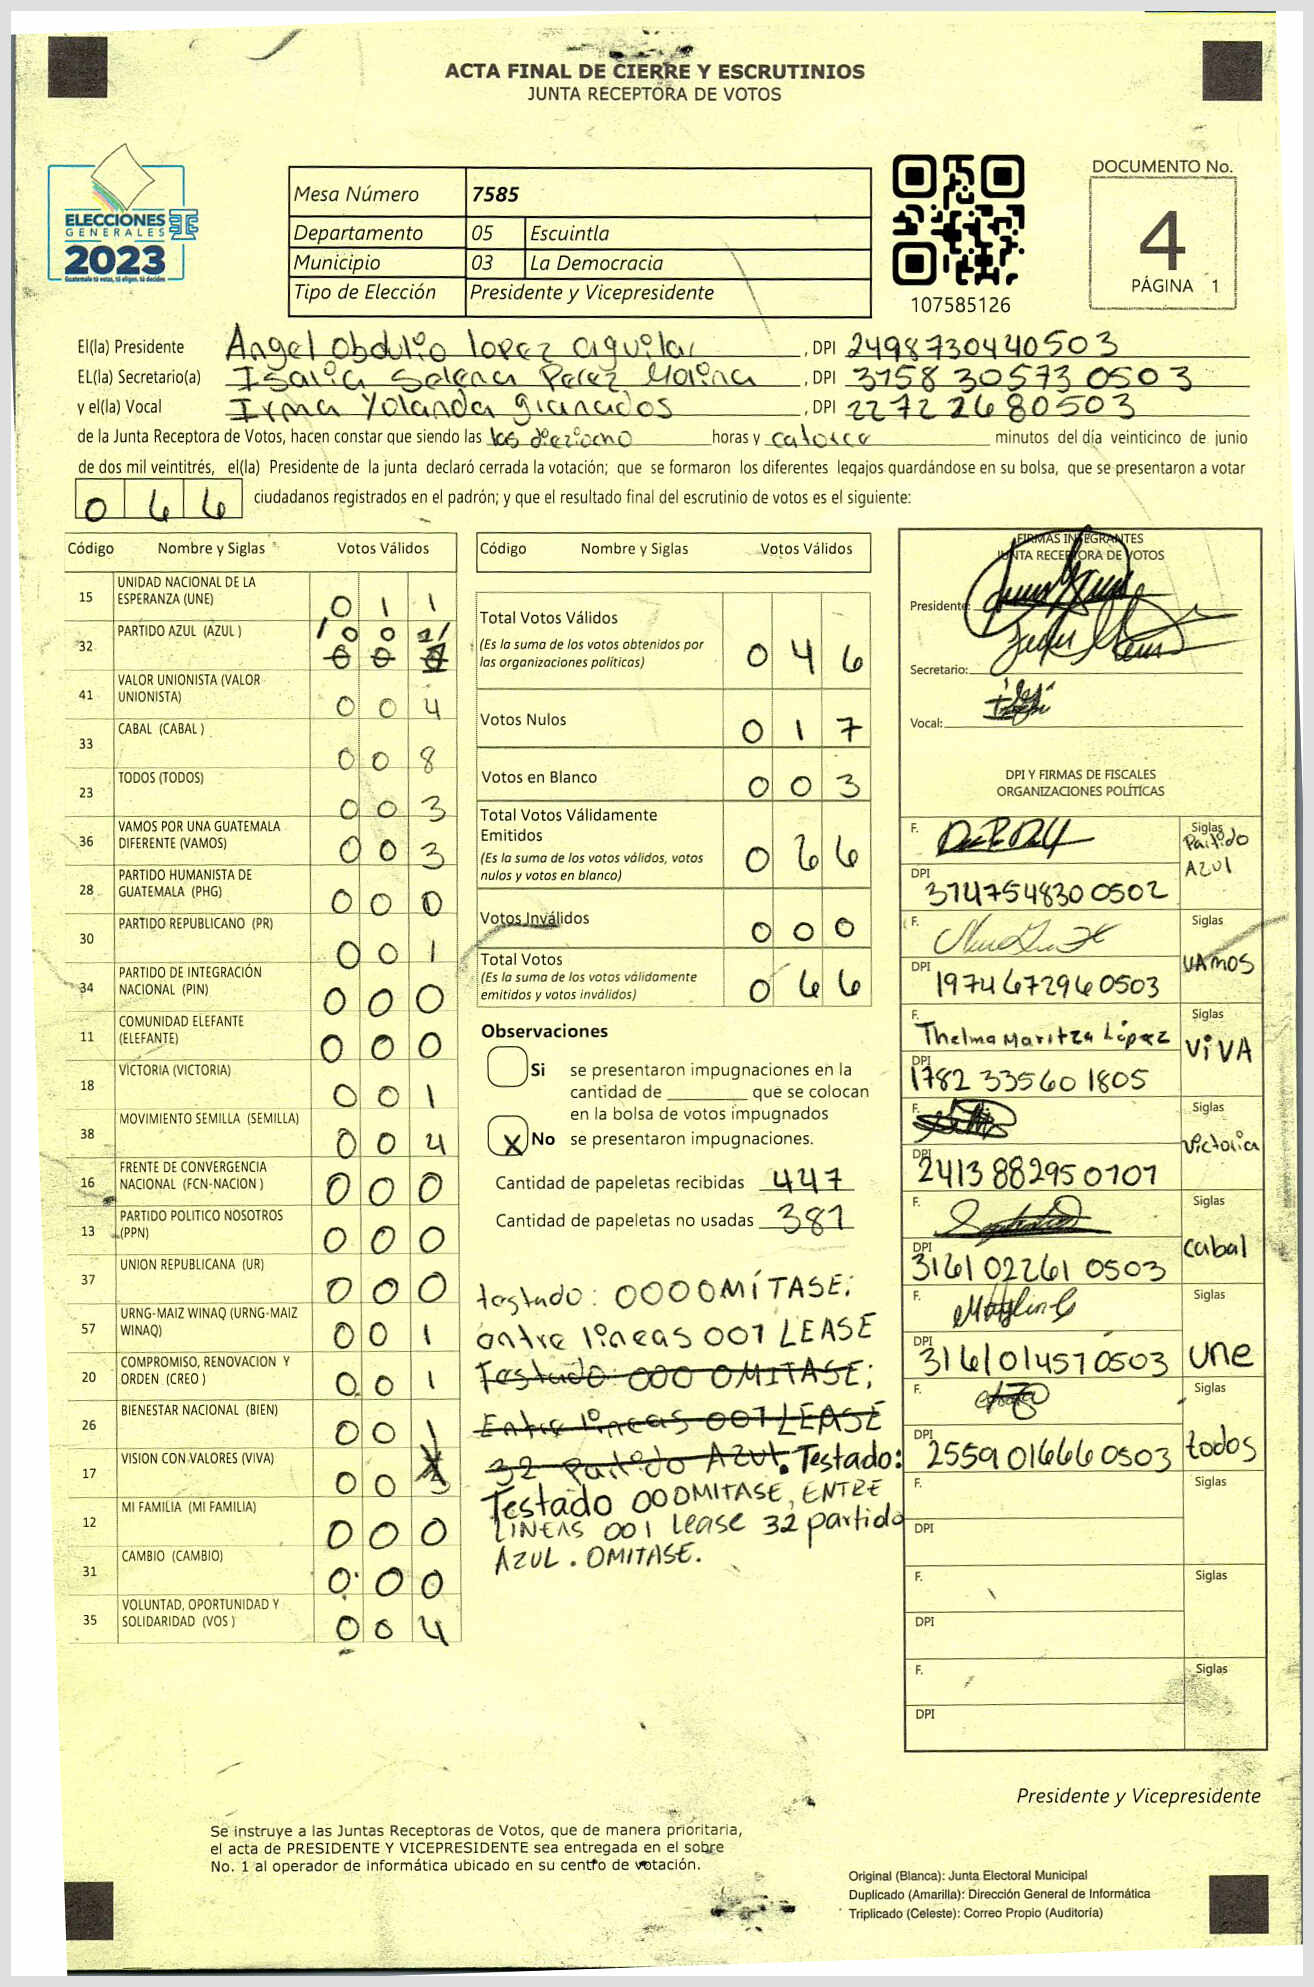 ACTA FINAL DE CIERRE Y ESCRUTINIOS
JUNTA RECEPTORA DE VOTOS
ELECCIONES
GENERALES
2023
Guatemala tú votas, tú eliges, tú decides
Mesa Número 7585
Departamento 05 Escuintla
Municipio 03 La Democracia
Tipo de Elección Presidente y Vicepresidente
107585126
DOCUMENTO No.
4
PÁGINA 1
El(la) Presidente Angel Obdulio lopez aguilar , DPI 2498730440503
EL(la) Secretario(a) Isavia Selena Perez Molina , DPI 3758 30573 0503
y el(la) Vocal Irma Yolanda granados , DPI 227222680503
de la Junta Receptora de Votos, hacen constar que siendo las las dieziocho horas y catorce minutos del día veinticinco de junio
de dos mil veintitrés, el(la) Presidente de la junta declaró cerrada la votación; que se formaron los diferentes legajos guardándose en su bolsa, que se presentaron a votar
0 6 6 ciudadanos registrados en el padrón; y que el resultado final del escrutinio de votos es el siguiente:
Código Nombre y Siglas Votos Válidos
15 UNIDAD NACIONAL DE LA ESPERANZA (UNE) 0 1 1
32 PARTIDO AZUL (AZUL ) 0 0
41 VALOR UNIONISTA (VALOR UNIONISTA) 0 0 4
33 CABAL (CABAL ) 0 0 8
23 TODOS (TODOS) 0 0 3
36 VAMOS POR UNA GUATEMALA DIFERENTE (VAMOS) 0 0 3
28 PARTIDO HUMANISTA DE GUATEMALA (PHG) 0 0 0
30 PARTIDO REPUBLICANO (PR) 0 0 1
34 PARTIDO DE INTEGRACIÓN NACIONAL (PIN) 0 0 0
11 COMUNIDAD ELEFANTE (ELEFANTE) 0 0 0
18 VICTORIA (VICTORIA) 0 0 1
38 MOVIMIENTO SEMILLA (SEMILLA) 0 0 4
16 FRENTE DE CONVERGENCIA NACIONAL (FCN-NACION ) 0 0 0
13 PARTIDO POLITICO NOSOTROS (PPN) 0 0 0
37 UNION REPUBLICANA (UR) 0 0 0
57 URNG-MAIZ WINAQ (URNG-MAIZ WINAQ) 0 0 1
20 COMPROMISO, RENOVACION Y ORDEN (CREO ) 0 0 1
26 BIENESTAR NACIONAL (BIEN) 0 0 1
17 VISION CON VALORES (VIVA) 0 0
12 MI FAMILIA (MI FAMILIA) 0 0 0
31 CAMBIO (CAMBIO) 0 0 0
35 VOLUNTAD, OPORTUNIDAD Y SOLIDARIDAD (VOS ) 0 0 4
Código Nombre y Siglas Votos Válidos
Total Votos Válidos 0 4 6
(Es la suma de los votos obtenidos por las organizaciones políticas)
Votos Nulos 0 1 7
Votos en Blanco 0 0 3
Total Votos Válidamente Emitidos 0 6 6
(Es la suma de los votos válidos, votos nulos y votos en blanco)
Votos Inválidos 0 0 0
Total Votos 0 6 6
(Es la suma de los votos válidamente emitidos y votos inválidos)
Observaciones
Si se presentaron impugnaciones en la
cantidad de ________ que se colocan
en la bolsa de votos impugnados
X No se presentaron impugnaciones.
Cantidad de papeletas recibidas 447
Cantidad de papeletas no usadas 381
testado: 0000MÍTASE;
entre lineas 001 LEASE
Testado: 000 OMITASE;
Entre lineas 001 LEASE
32 Partido AZUL. Testado:
Testado 000MITASE, ENTRE
LINEAS 001 Lease 32 partido
AZUL . OMITASE.
FIRMAS INTEGRANTES
JUNTA RECEPTORA DE VOTOS
Presidente:
Secretario:
Vocal:
DPI Y FIRMAS DE FISCALES
ORGANIZACIONES POLÍTICAS
F. Siglas Partido AZUL
DPI 3747548300502
F. Siglas VAMOS
DPI 1974672960503
F. Thelma Maritza López Siglas ViVA
DPI 1782 33560 1805
F. Siglas Victoria
DPI 2413 88295 0707
F. Siglas cabal
DPI 3161 02261 0503
F. Siglas une
DPI 3161014570503
F. Siglas todos
DPI 2559016660503
F. Siglas
DPI
F. Siglas
DPI
F. Siglas
DPI
Presidente y Vicepresidente
Se instruye a las Juntas Receptoras de Votos, que de manera prioritaria,
el acta de PRESIDENTE Y VICEPRESIDENTE sea entregada en el sobre
No. 1 al operador de informática ubicado en su centro de votación.
Original (Blanca): Junta Electoral Municipal
Duplicado (Amarilla): Dirección General de Informática
Triplicado (Celeste): Correo Propio (Auditoría)